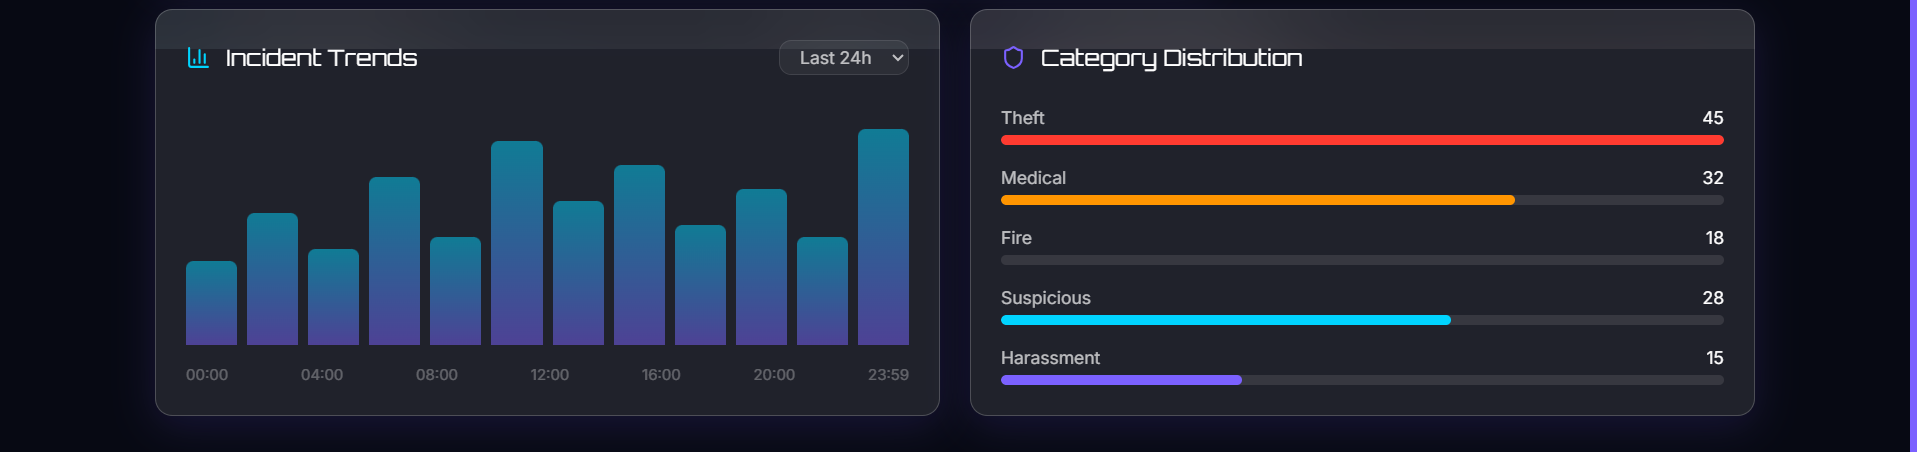 Incident Trends
Last 24h
00:00 04:00 08:00 12:00 16:00 20:00 23:59
Category Distribution
Theft 45
Medical 32
Fire 18
Suspicious 28
Harassment 15